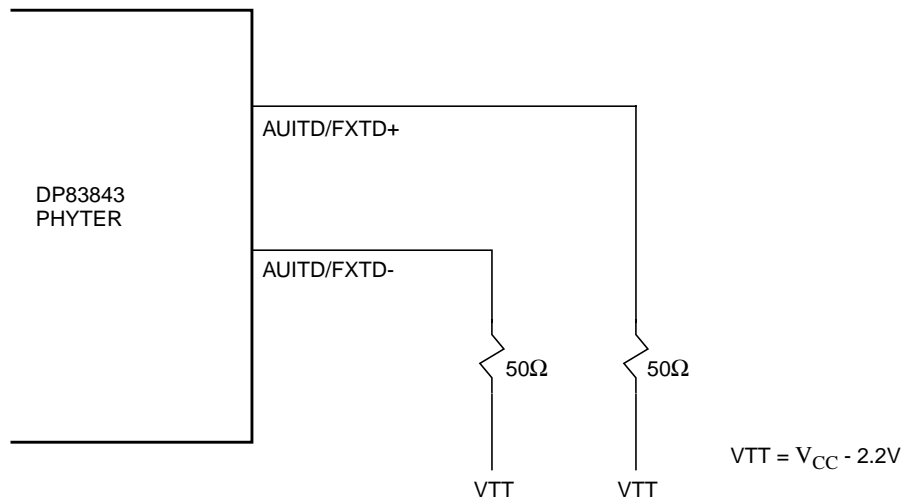 AUITD/FXTD+
DP83843
PHYTER
AUITD/FXTD-
50Ω
50Ω
VTT = VCC - 2.2V
VTT
VTT